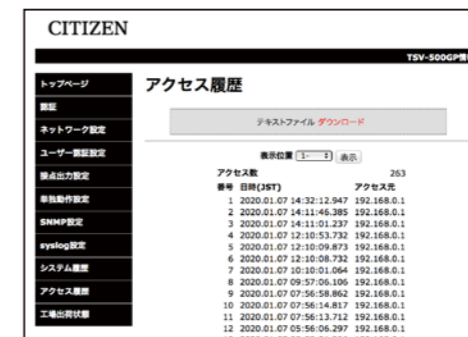 CITIZEN
TSV-500GP情
トップページ
認証
ネットワーク設定
ユーザー認証設定
接点出力設定
単独動作設定
SNMP設定
syslog設定
システム履歴
アクセス履歴
工場出荷状態
アクセス履歴
テキストファイル ダウンロード
表示位置 1- 表示
アクセス数 263
番号 日時(JST) アクセス元
1 2020.01.07 14:32:12.947 192.168.0.1
2 2020.01.07 14:11:46.385 192.168.0.1
3 2020.01.07 14:11:01.237 192.168.0.1
4 2020.01.07 12:10:53.732 192.168.0.1
5 2020.01.07 12:10:09.873 192.168.0.1
6 2020.01.07 12:10:08.732 192.168.0.1
7 2020.01.07 10:10:01.064 192.168.0.1
8 2020.01.07 09:57:06.106 192.168.0.1
9 2020.01.07 07:56:58.862 192.168.0.1
10 2020.01.07 07:56:14.817 192.168.0.1
11 2020.01.07 07:56:13.712 192.168.0.1
12 2020.01.07 05:56:06.297 192.168.0.1